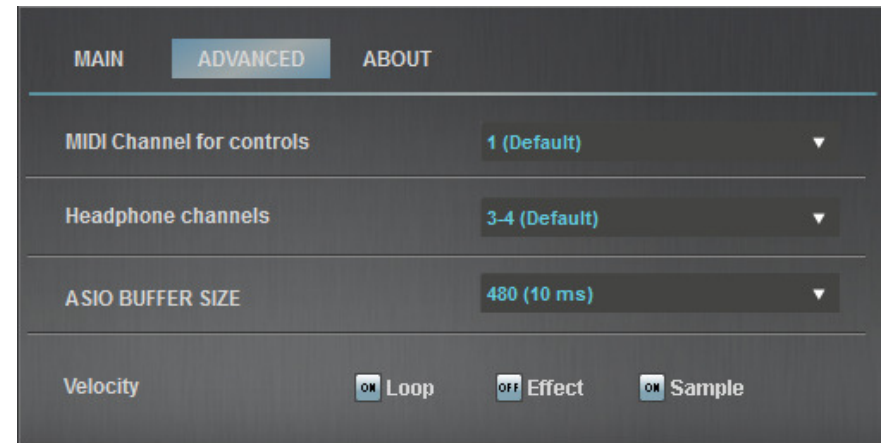 MAIN ADVANCED ABOUT
MIDI Channel for controls 1 (Default)
Headphone channels 3-4 (Default)
ASIO BUFFER SIZE 480 (10 ms)
Velocity ON Loop OFF Effect ON Sample